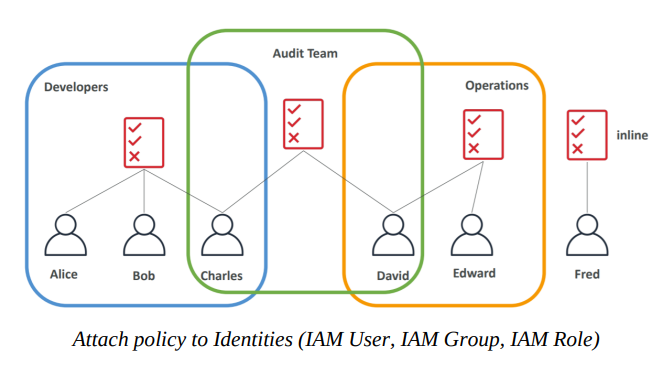 Audit Team
Developers
Operations
inline
Alice
Bob
Charles
David
Edward
Fred
Attach policy to Identities (IAM User, IAM Group, IAM Role)